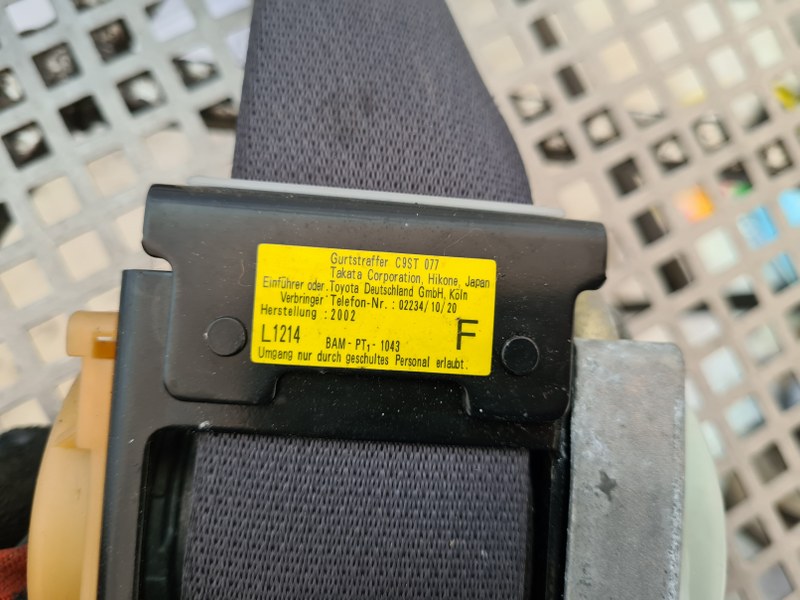 Gurtstraffer C9ST 077
Takata Corporation, Hikone, Japan
Einführer oder Toyota Deutschland GmbH, Köln
Verbringer Telefon-Nr. : 02234/10/20
Herstellung : 2002
L1214 BAM-PT1-1043 F
Umgang nur durch geschultes Personal erlaubt.